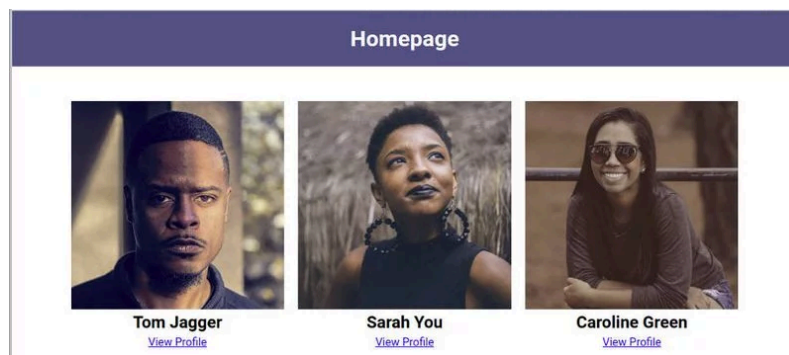 Homepage
Tom Jagger
Sarah You
Caroline Green
View Profile
View Profile
View Profile